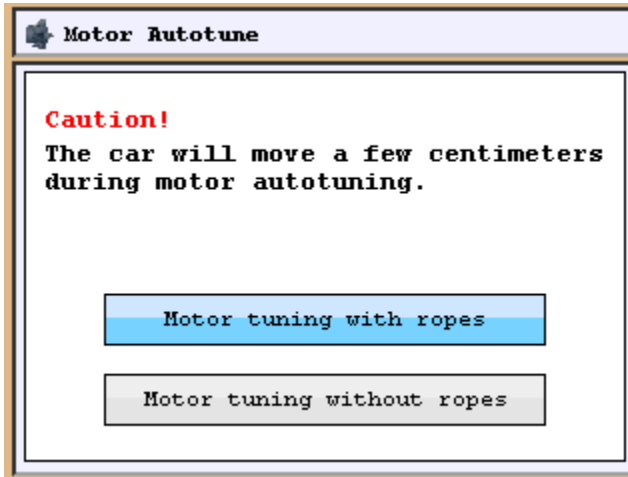 Motor Autotune
Caution!
The car will move a few centimeters
during motor autotuning.
Motor tuning with ropes
Motor tuning without ropes